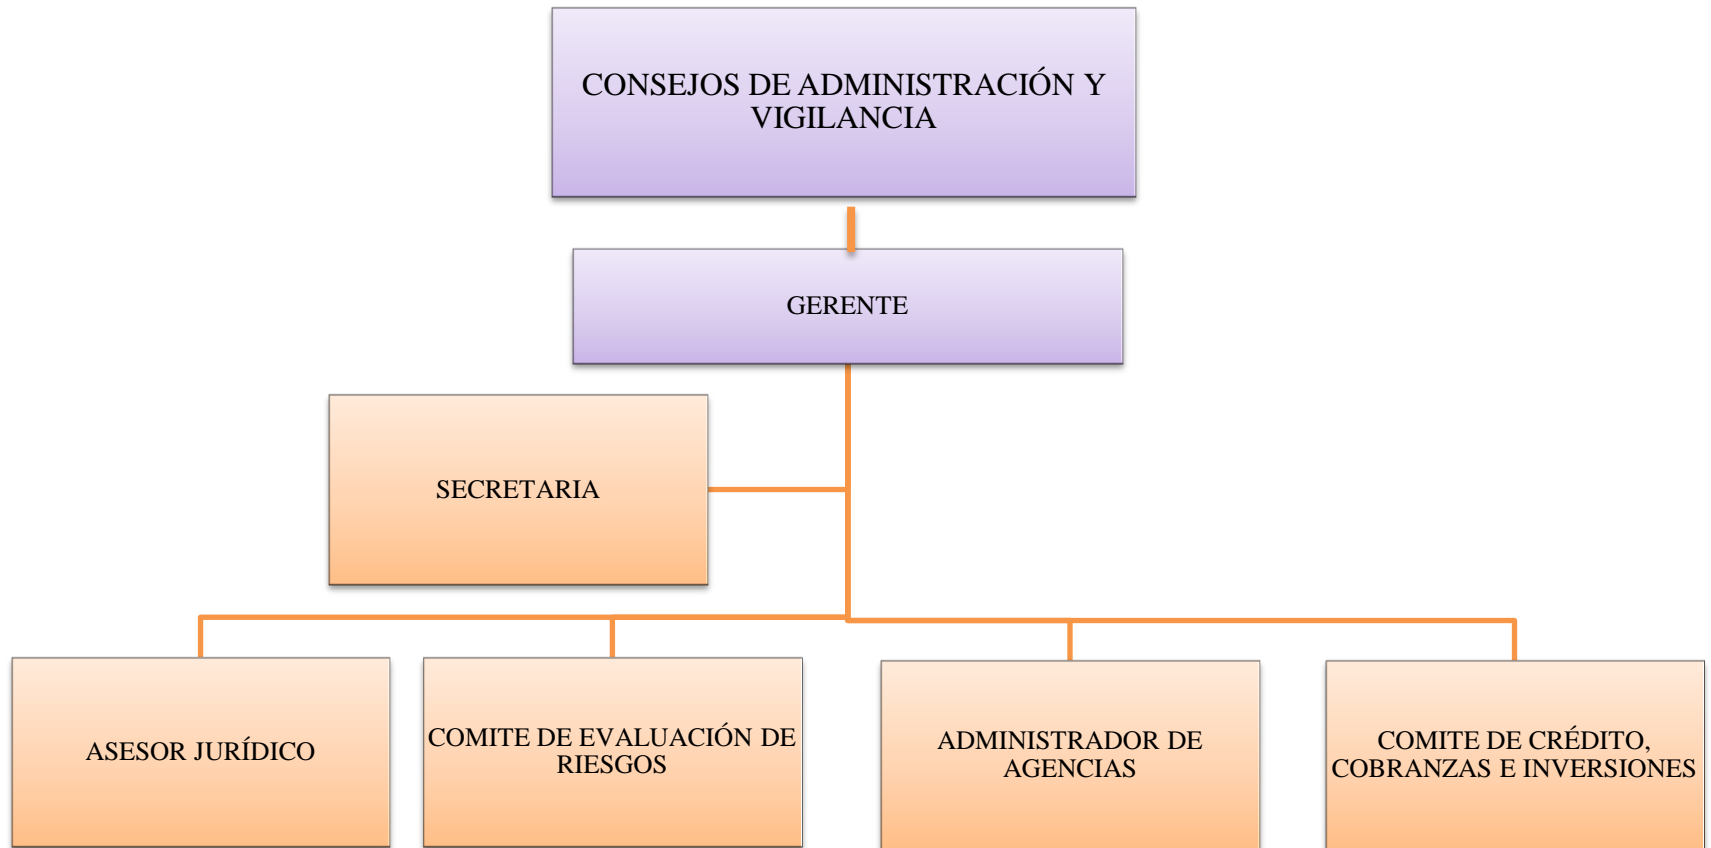 CONSEJOS DE ADMINISTRACIÓN Y
VIGILANCIA
GERENTE
SECRETARIA
ASESOR JURÍDICO
COMITE DE EVALUACIÓN DE
RIESGOS
ADMINISTRADOR DE
AGENCIAS
COMITE DE CRÉDITO,
COBRANZAS E INVERSIONES